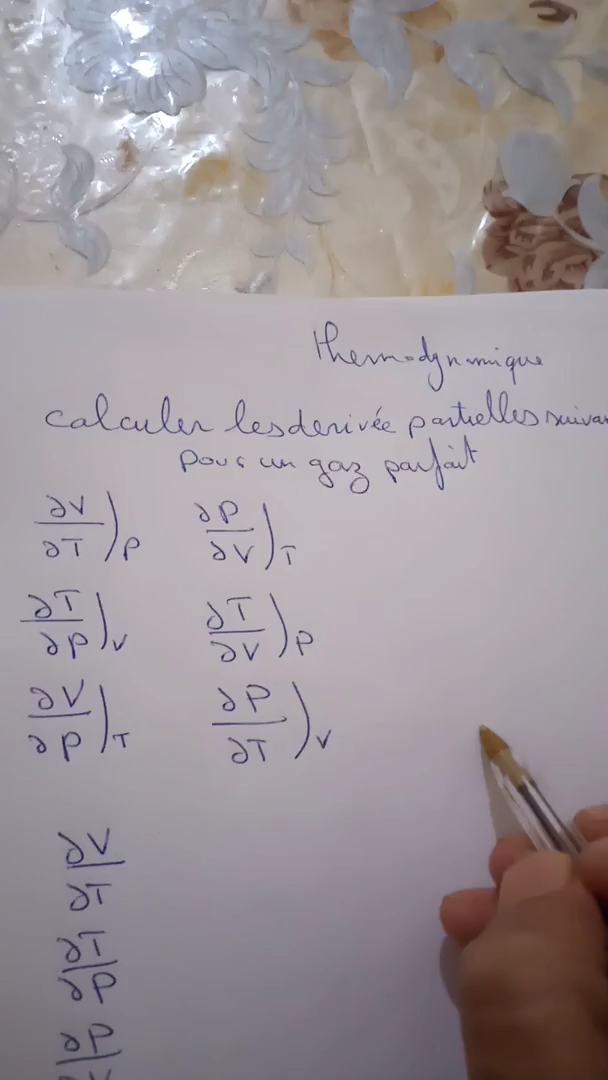 thermodynamique
calculer les derivée partielles suivan
pour un gaz parfait
∂V/∂T)P ∂P/∂V)T
∂T/∂P)V ∂T/∂V)P
∂V/∂P)T ∂P/∂T)V
∂V/∂T
∂T/∂P
∂P